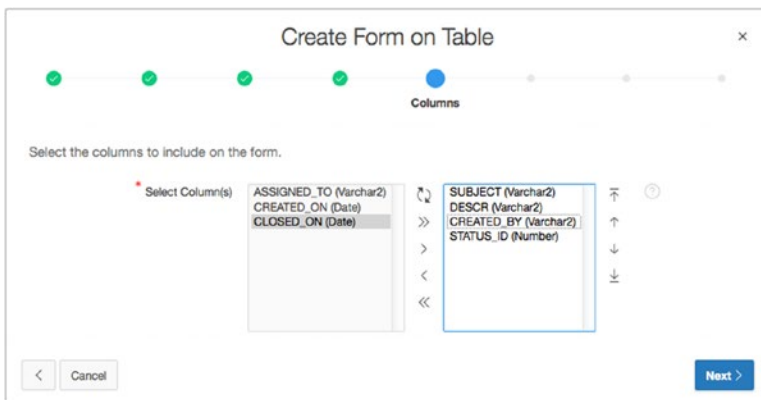 Create Form on Table
Columns
Select the columns to include on the form.
* Select Column(s)
ASSIGNED_TO (Varchar2)
CREATED_ON (Date)
CLOSED_ON (Date)
SUBJECT (Varchar2)
DESCR (Varchar2)
CREATED_BY (Varchar2)
STATUS_ID (Number)
Cancel
Next >